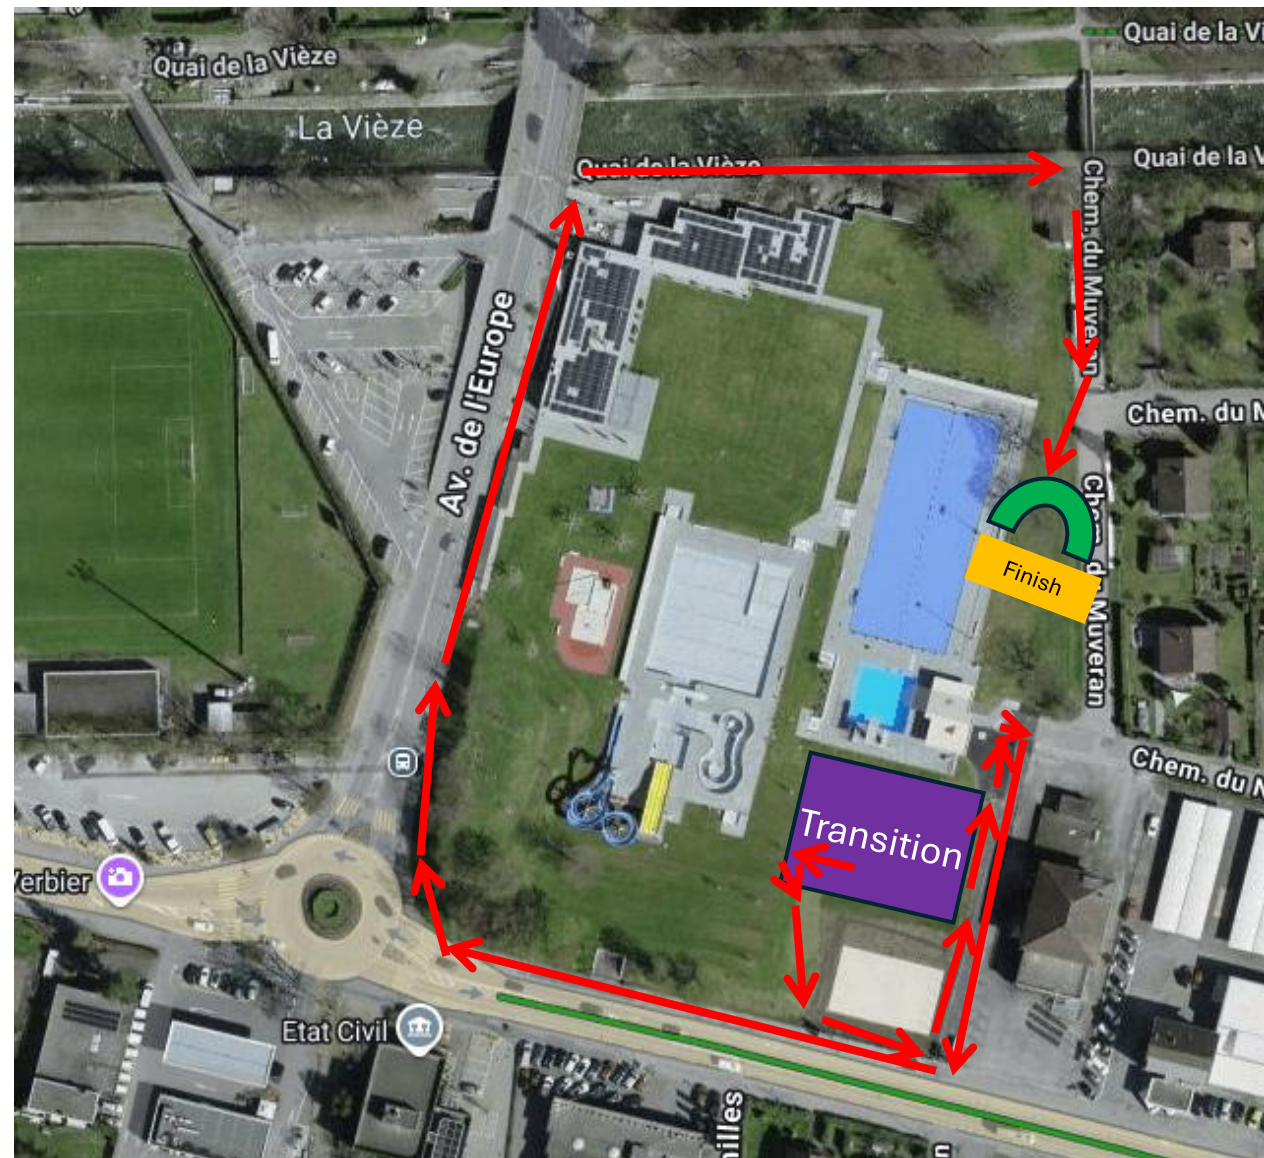 Quai de la Vi
Quai de la Vièze
La Vièze
Quai de la Vièze
Quai de la V
Chem. du Muveran
Av. de l'Europe
Chem. du M
Chem. du Muveran
Finish
Chem. du M
Transition
Verbier
Etat Civil
illes
n